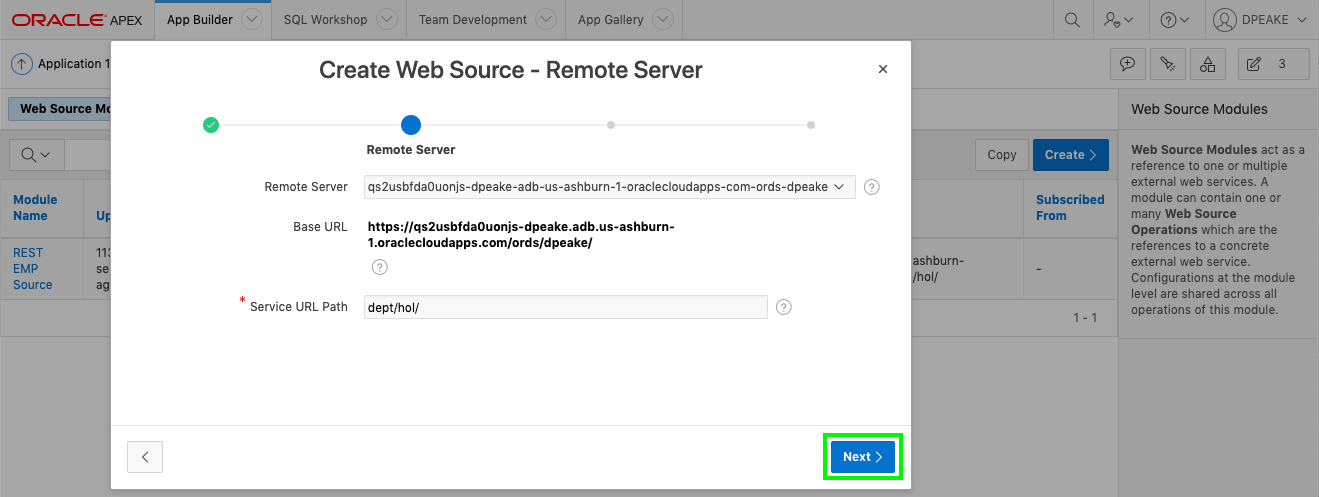 ORACLE APEX
App Builder
SQL Workshop
Team Development
App Gallery
DPEAKE
Application 1
3
Create Web Source - Remote Server
Web Source Mo
Web Source Modules
Remote Server
Copy
Create
Web Source Modules act as a
reference to one or multiple
external web services. A
module can contain one or
many Web Source
Operations which are the
references to a concrete
external web service.
Configurations at the module
level are shared across all
operations of this module.
Remote Server
qs2usbfda0uonjs-dpeake-adb-us-ashburn-1-oraclecloudapps-com-ords-dpeake
Module
Name
Up
Subscribed
From
Base URL
https://qs2usbfda0uonjs-dpeake.adb.us-ashburn-
1.oraclecloudapps.com/ords/dpeake/
REST
EMP
Source
113
se
ag
ashburn-
/hol/
-
* Service URL Path
dept/hol/
1 - 1
Next